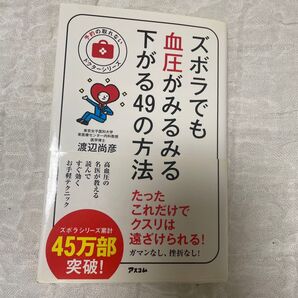 予約の取れない
ドクターシリーズ
ズボラでも
血圧がみるみる
下がる49の方法
東京女子医科大学
東医療センター内科教授
医学博士
渡辺尚彦
高血圧の
名医が教える
読んで
すぐ効く
お手軽テクニック
たった
これだけで
クスリは
遠ざけられる!
ガマンなし、挫折なし!
ズボラシリーズ累計
45万部
突破!
アスコム